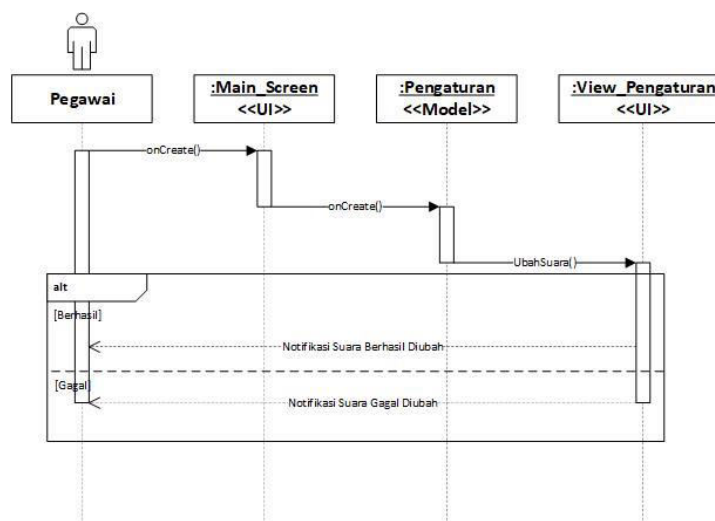 Pegawai
:Main_Screen
<<UI>>
:Pengaturan
<<Model>>
:View_Pengaturan
<<UI>>
onCreate()
onCreate()
UbahSuara()
alt
[Berhasil]
Notifikasi Suara Berhasil Diubah
[Gagal]
Notifikasi Suara Gagal Diubah